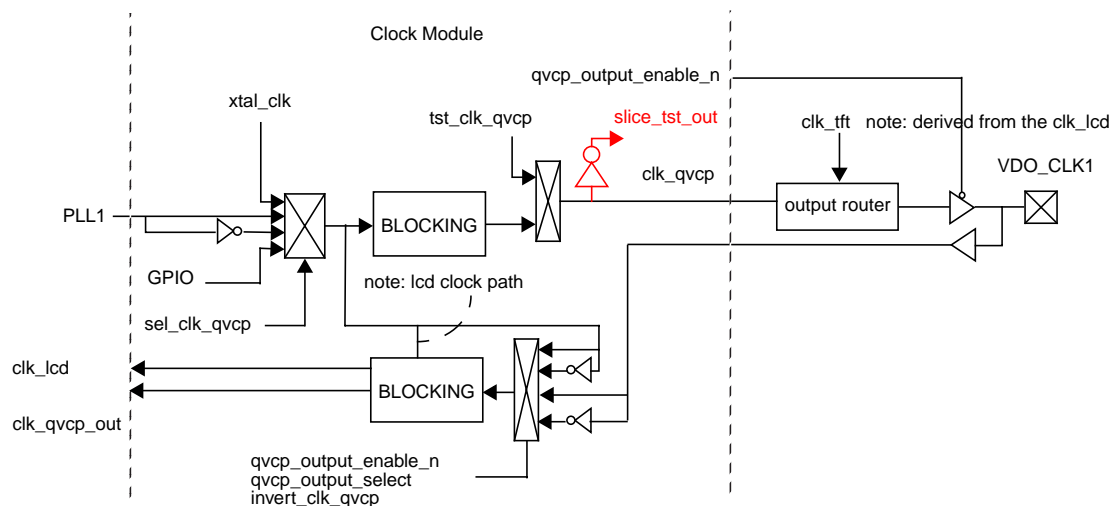 Clock Module
qvcp_output_enable_n
xtal_clk
tst_clk_qvcp
slice_tst_out
clk_tft
note: derived from the clk_lcd
VDO_CLK1
clk_qvcp
PLL1
BLOCKING
output router
GPIO
note: lcd clock path
sel_clk_qvcp
clk_lcd
BLOCKING
clk_qvcp_out
qvcp_output_enable_n
qvcp_output_select
invert_clk_qvcp